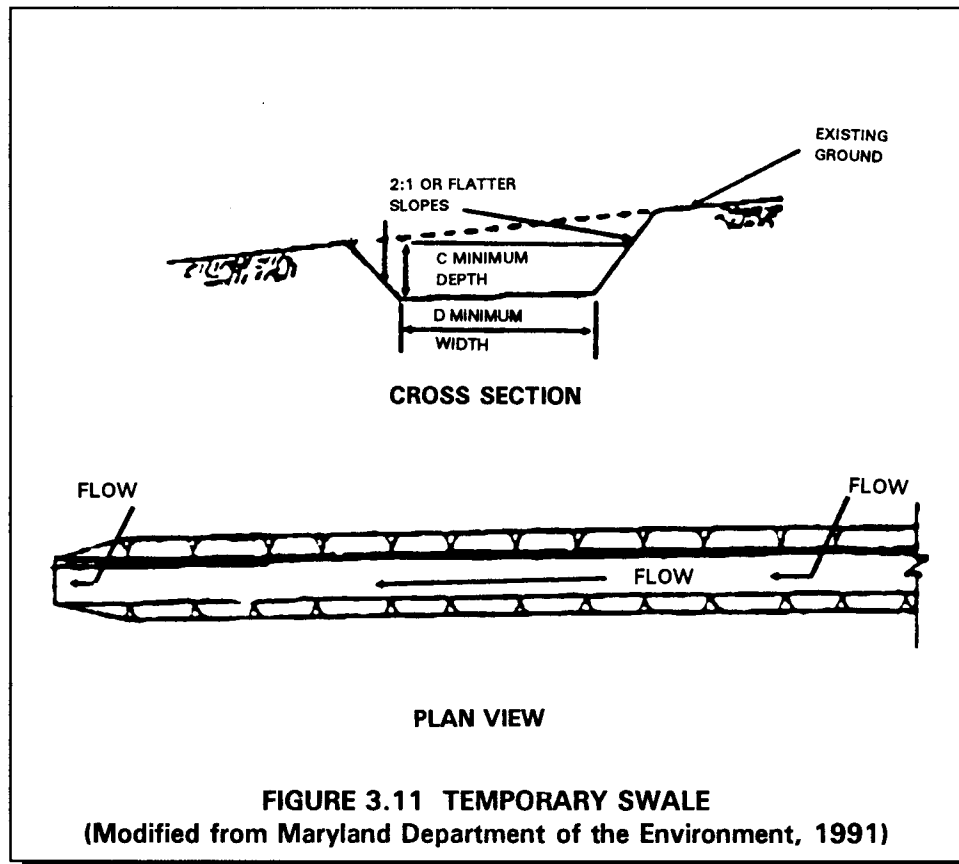 EXISTING
GROUND
2:1 OR FLATTER
SLOPES
C MINIMUM
DEPTH
D MINIMUM
WIDTH
CROSS SECTION
FLOW
FLOW
FLOW
PLAN VIEW
FIGURE 3.11 TEMPORARY SWALE
(Modified from Maryland Department of the Environment, 1991)